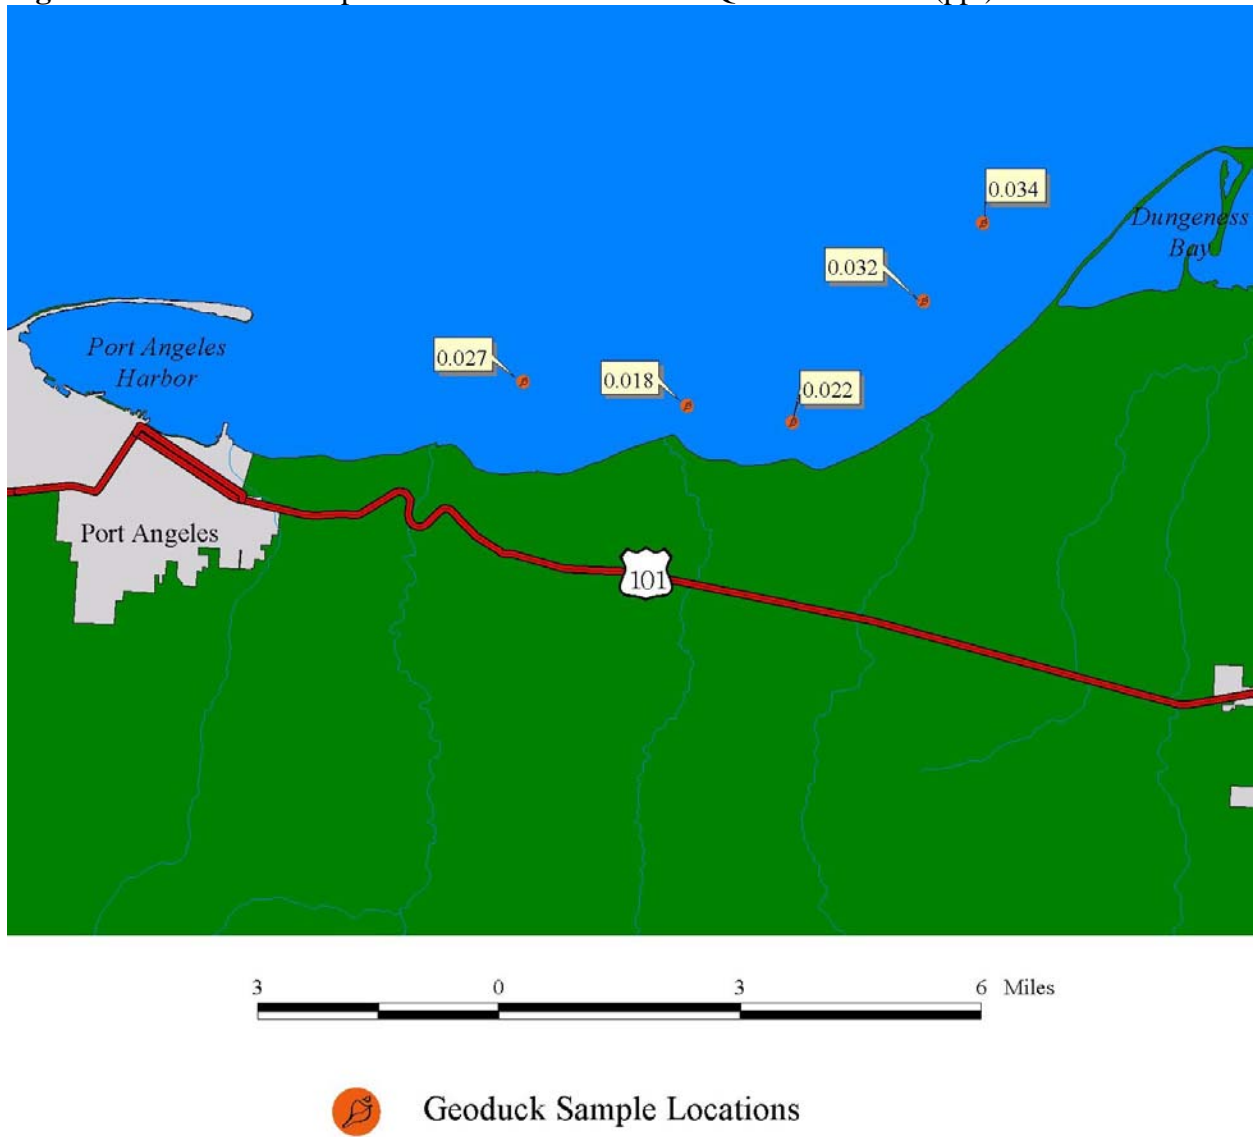 0.034
Dungeness
Bay
0.032
Port Angeles
Harbor
0.027
0.018
0.022
Port Angeles
101
3 0 3 6 Miles
Geoduck Sample Locations